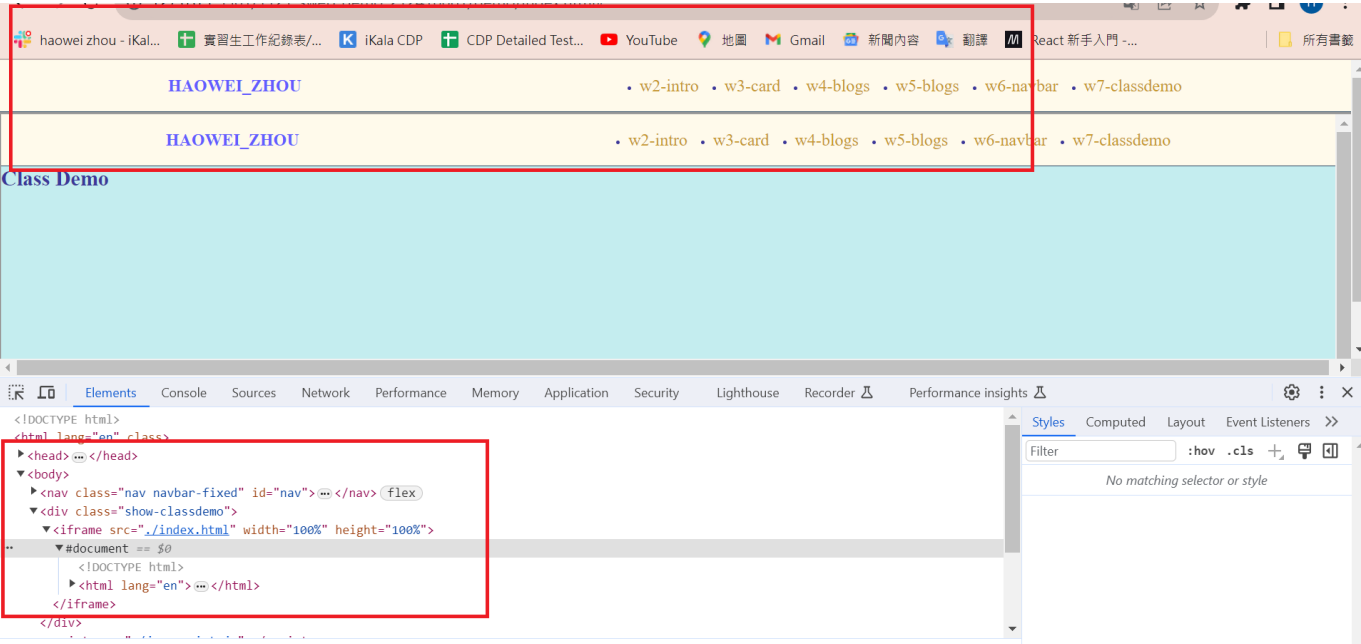 haowei zhou - iKal... 實習生工作紀錄表/... iKala CDP CDP Detailed Test... YouTube 地圖 Gmail 新聞內容 翻譯 React 新手入門 -... 所有書籤
HAOWEI_ZHOU • w2-intro • w3-card • w4-blogs • w5-blogs • w6-navbar • w7-classdemo
HAOWEI_ZHOU • w2-intro • w3-card • w4-blogs • w5-blogs • w6-navbar • w7-classdemo
Class Demo
Elements Console Sources Network Performance Memory Application Security Lighthouse Recorder Performance insights
<!DOCTYPE html>
<html lang="en" class>
<head>…</head>
<body>
<nav class="nav navbar-fixed" id="nav">…</nav> flex
<div class="show-classdemo">
<iframe src="./index.html" width="100%" height="100%">
#document == $0
<!DOCTYPE html>
<html lang="en">…</html>
</iframe>
</div>
Styles Computed Layout Event Listeners
Filter :hov .cls
No matching selector or style